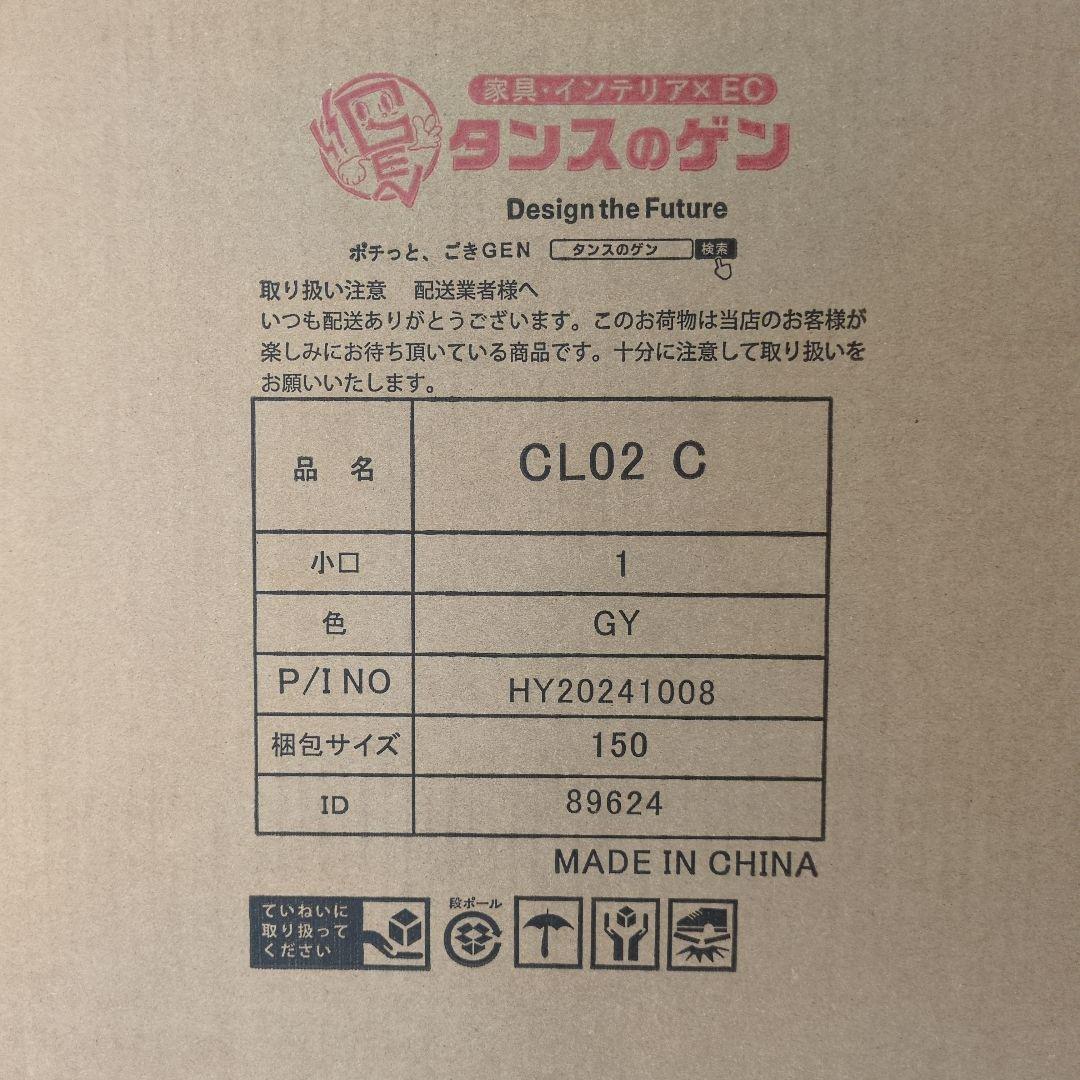 家具・インテリア×EC
GEN
タンスのゲン
Design the Future
ポチっと、ごきGEN タンスのゲン 検索
取り扱い注意 配送業者様へ
いつも配送ありがとうございます。このお荷物は当店のお客様が
楽しみにお待ち頂いている商品です。十分に注意して取り扱いを
お願いいたします。
品 名 CL02 C
小口 1
色 GY
P/I NO HY20241008
梱包サイズ 150
ID 89624
MADE IN CHINA
ていねいに
取り扱って
ください
段ボール